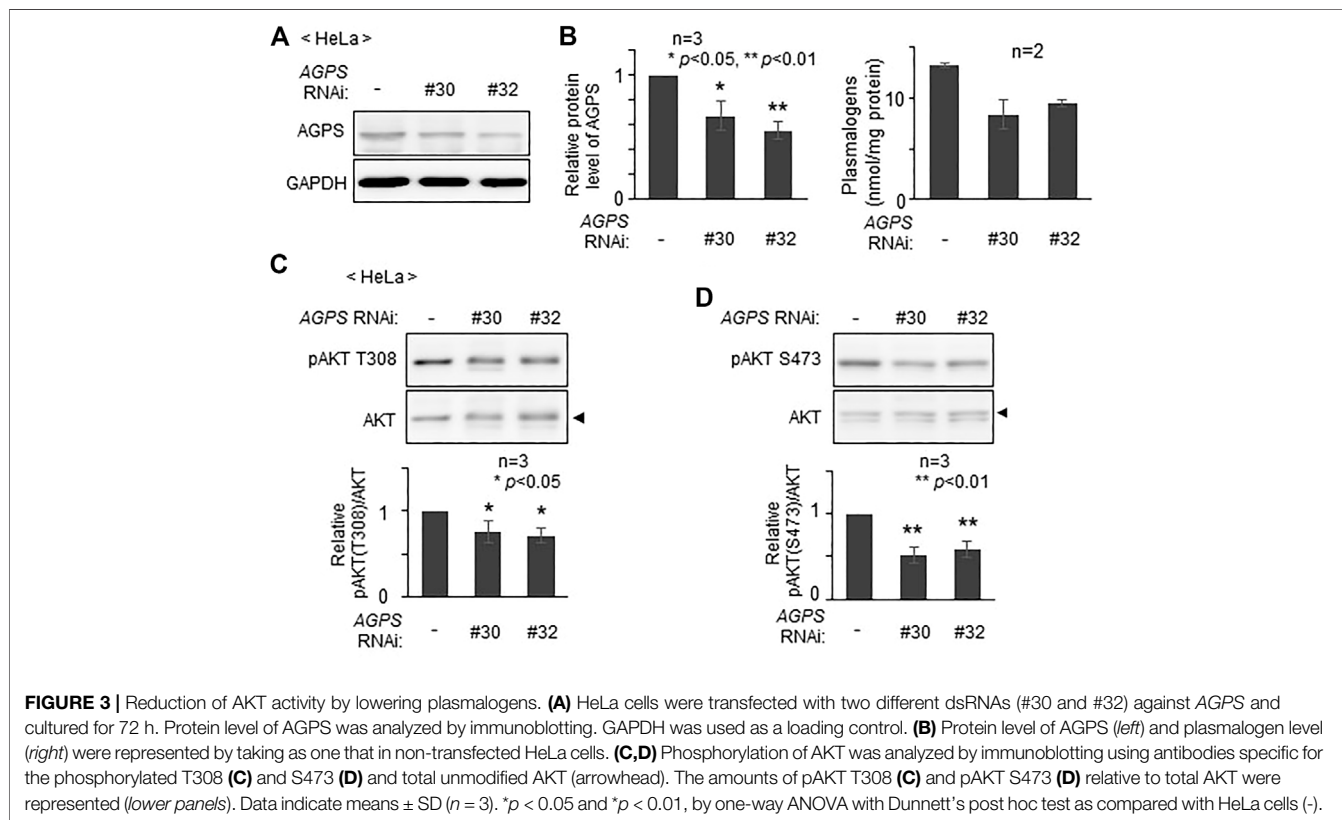 A < HeLa >
AGPS
RNAi: - #30 #32
AGPS
GAPDH
B
n=3
* p<0.05, ** p<0.01
Relative protein
level of AGPS
1
0
* **
AGPS
RNAi: - #30 #32
n=2
Plasmalogens
(nmol/mg protein)
10
0
AGPS
RNAi: - #30 #32
C
< HeLa >
AGPS RNAi: - #30 #32
pAKT T308
AKT
n=3
* p<0.05
Relative
pAKT(T308)/AKT
1
0
* *
AGPS
RNAi: - #30 #32
D
AGPS RNAi: - #30 #32
pAKT S473
AKT
n=3
** p<0.01
Relative
pAKT(S473)/AKT
1
0
** **
AGPS
RNAi: - #30 #32
FIGURE 3 | Reduction of AKT activity by lowering plasmalogens. (A) HeLa cells were transfected with two different dsRNAs (#30 and #32) against AGPS and
cultured for 72 h. Protein level of AGPS was analyzed by immunoblotting. GAPDH was used as a loading control. (B) Protein level of AGPS (left) and plasmalogen level
(right) were represented by taking as one that in non-transfected HeLa cells. (C,D) Phosphorylation of AKT was analyzed by immunoblotting using antibodies specific for
the phosphorylated T308 (C) and S473 (D) and total unmodified AKT (arrowhead). The amounts of pAKT T308 (C) and pAKT S473 (D) relative to total AKT were
represented (lower panels). Data indicate means ± SD (n = 3). *p < 0.05 and *p < 0.01, by one-way ANOVA with Dunnett's post hoc test as compared with HeLa cells (-).